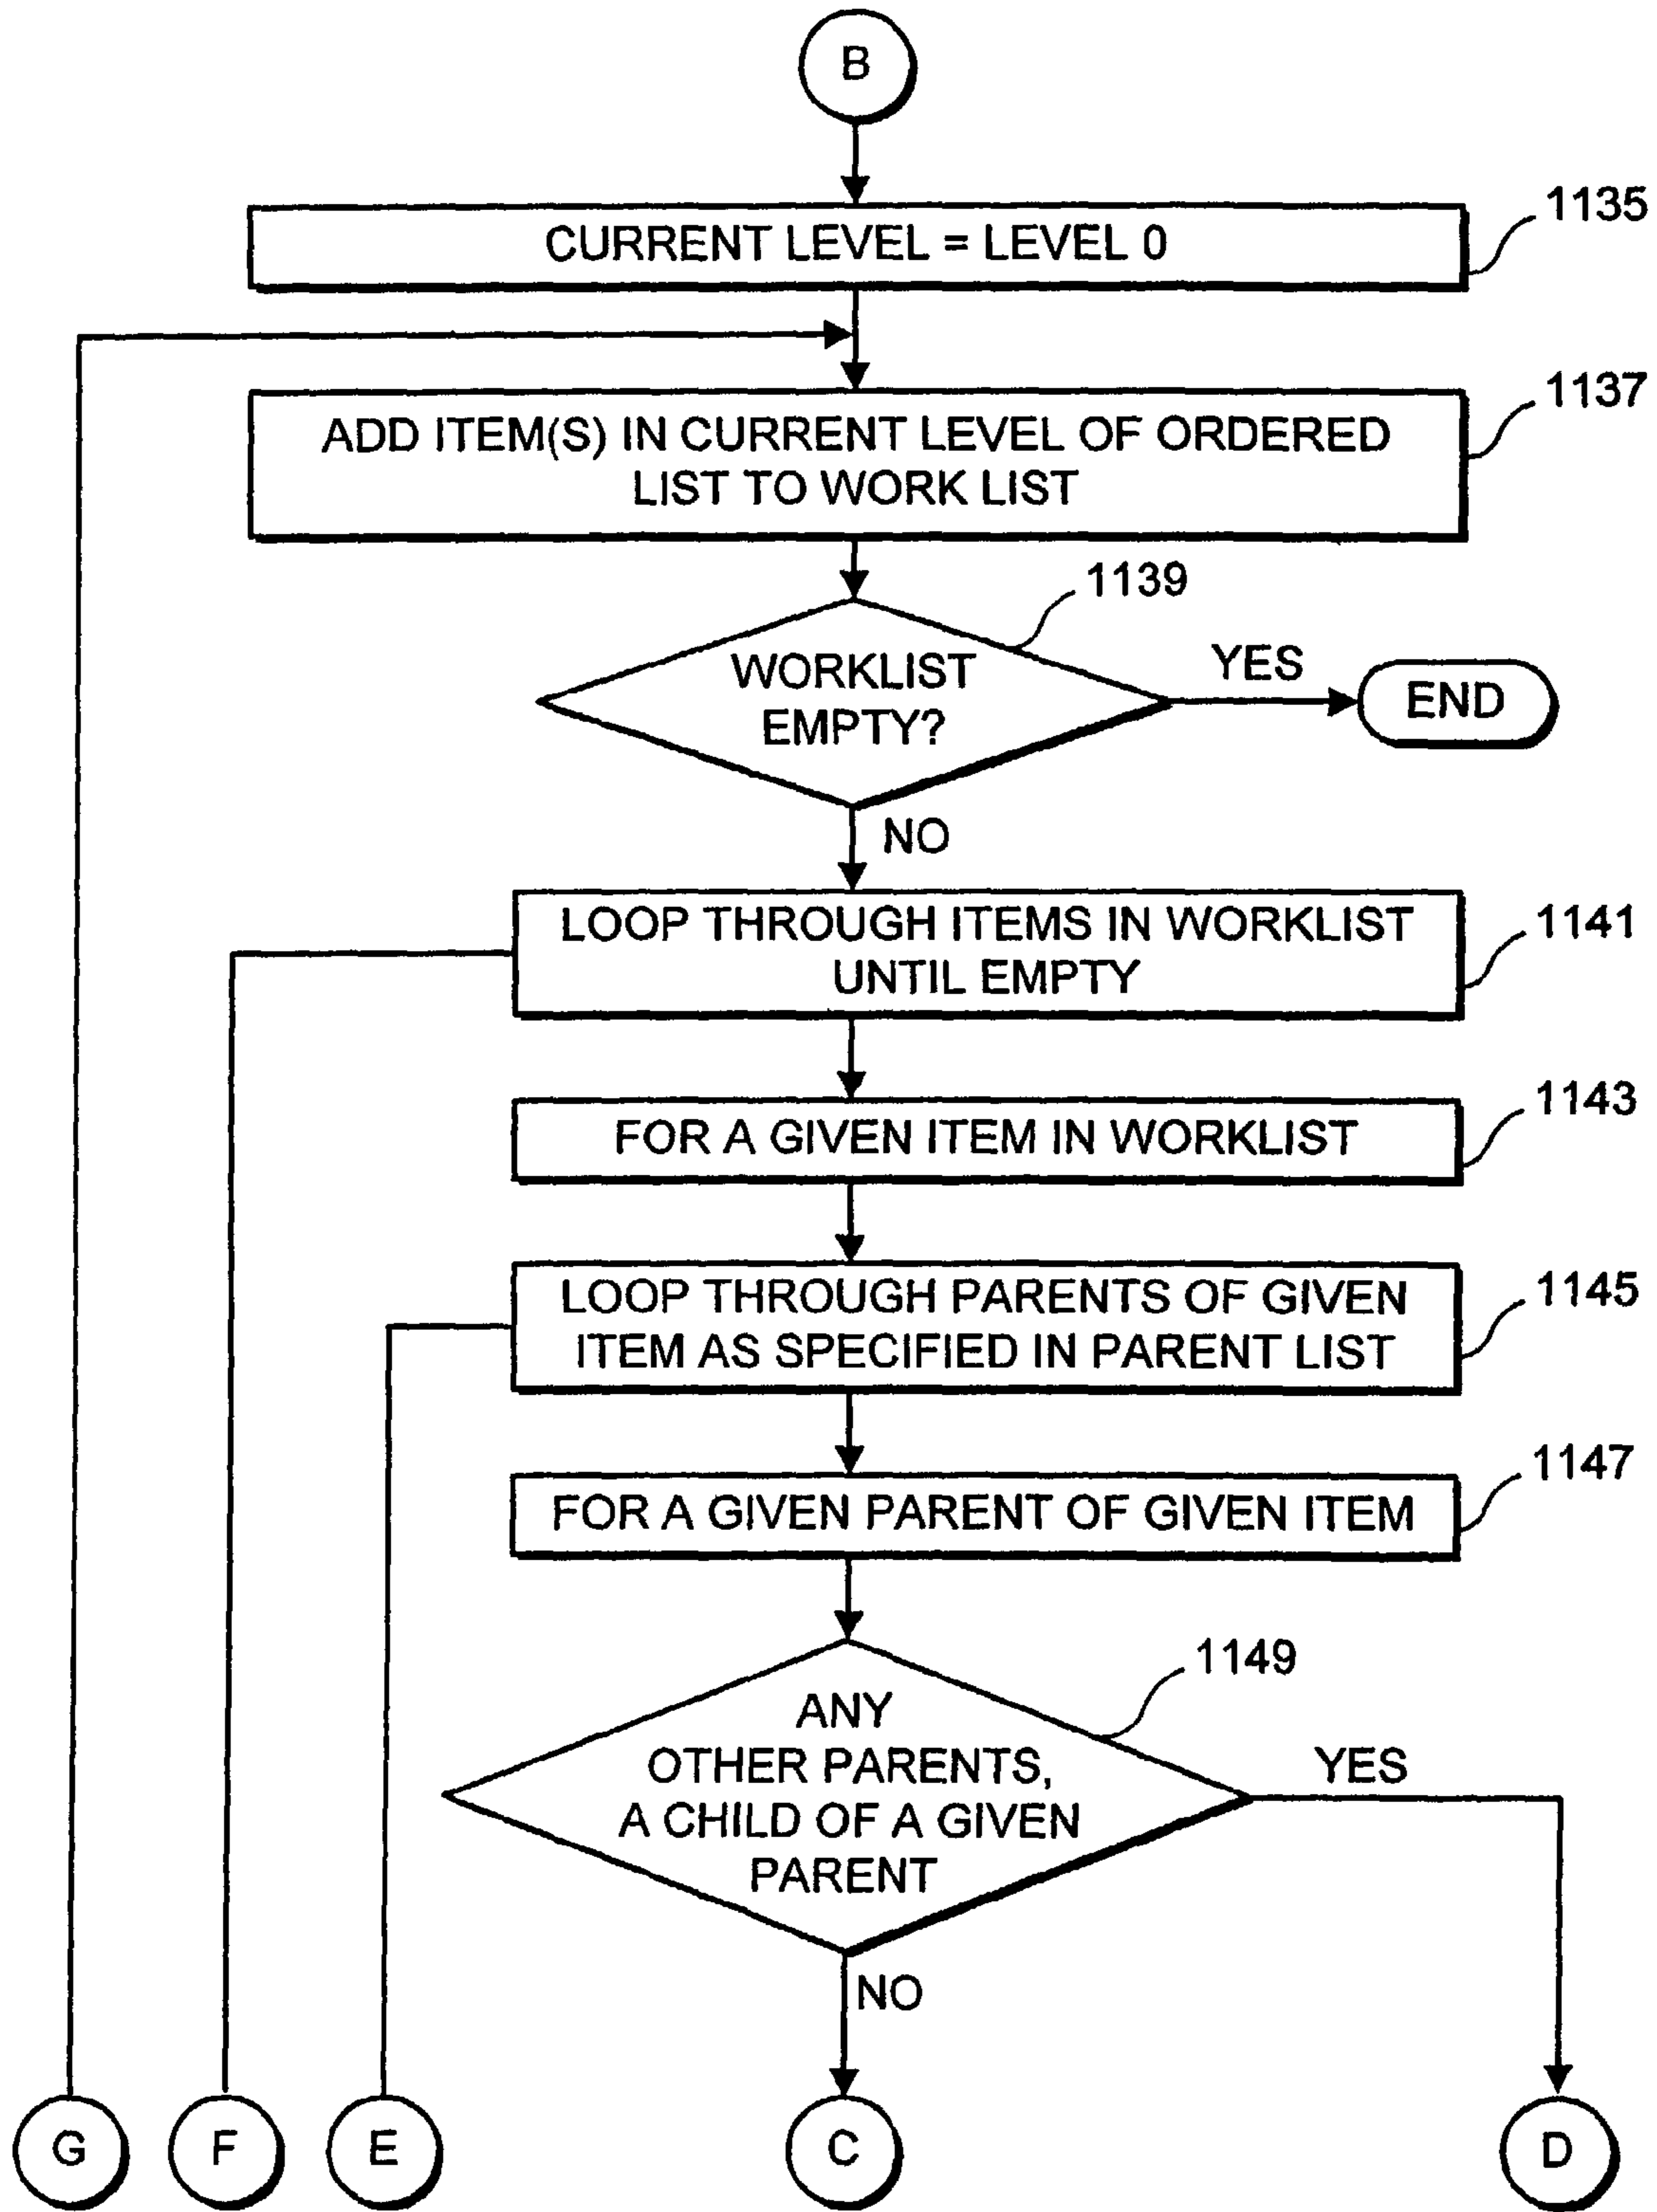 B
1135
CURRENT LEVEL = LEVEL 0
1137
ADD ITEM(S) IN CURRENT LEVEL OF ORDERED
LIST TO WORK LIST
1139
WORKLIST
EMPTY?
YES
END
NO
LOOP THROUGH ITEMS IN WORKLIST
UNTIL EMPTY
1141
1143
FOR A GIVEN ITEM IN WORKLIST
LOOP THROUGH PARENTS OF GIVEN
ITEM AS SPECIFIED IN PARENT LIST
1145
1147
FOR A GIVEN PARENT OF GIVEN ITEM
1149
ANY
OTHER PARENTS,
A CHILD OF A GIVEN
PARENT
YES
NO
G
F
E
C
D